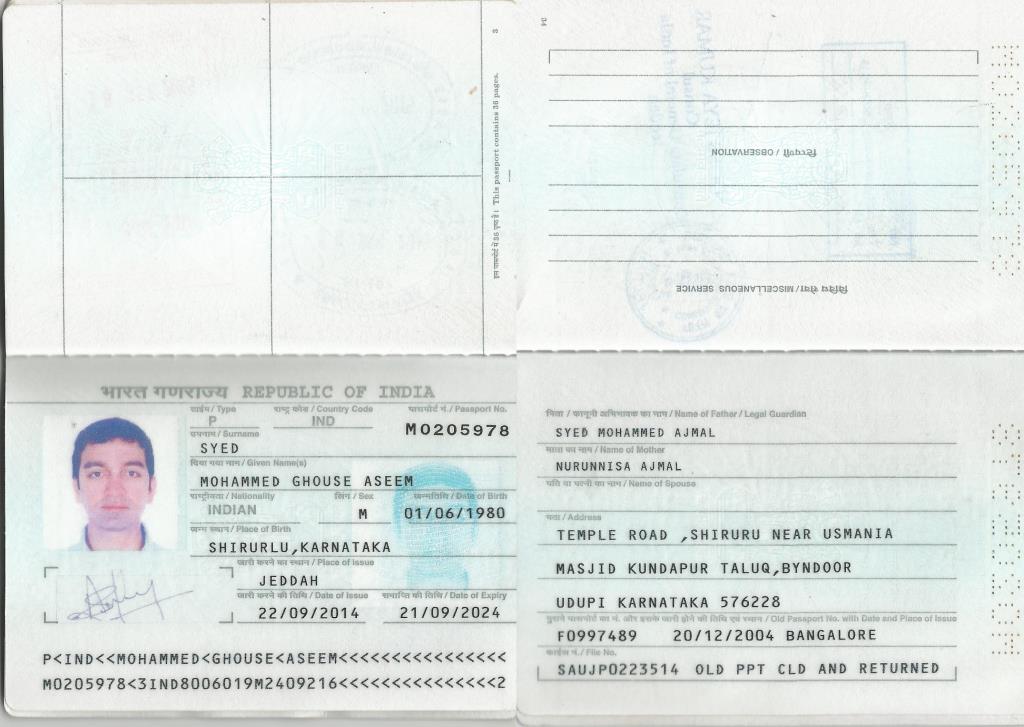 3
इस पासपोर्ट में 36 पृष्ठ हैं। This passport contains 36 pages.
34
टिप्पणी / OBSERVATION
विविध सेवा/MISCELLANEOUS SERVICE
भारत गणराज्य REPUBLIC OF INDIA
टाईप/Type
राष्ट्र कोड / Country Code
पासपोर्ट नं./Passport No.
P
IND
M0205978
उपनाम/Surname
SYED
दिया गया नाम/Given Name(s)
MOHAMMED GHOUSE ASEEM
राष्ट्रीयता / Nationality
लिंग/ Sex
जन्मतिथि/ Date of Birth
INDIAN
M
01/06/1980
जन्म स्थान/Place of Birth
SHIRURLU,KARNATAKA
जारी करने का स्थान / Place of Issue
JEDDAH
जारी करने की तिथि / Date of Issue
समाप्ति की तिथि / Date of Expiry
22/09/2014
21/09/2024
P<IND<<MOHAMMED<GHOUSE<ASEEM<<<<<<<<<<<<<<<<
M0205978<3IND8006019M2409216<<<<<<<<<<<<<<<2
पिता / कानूनी अभिभावक का नाम / Name of Father / Legal Guardian
SYED MOHAMMED AJMAL
माता का नाम / Name of Mother
NURUNNISA AJMAL
पति या पत्नी का नाम / Name of Spouse
पता / Address
TEMPLE ROAD ,SHIRURU NEAR USMANIA
MASJID KUNDAPUR TALUQ,BYNDOOR
UDUPI KARNATAKA 576228
पुराने पासपोर्ट का नं. और इसके जारी होने की तिथि एवं स्थान / Old Passport No. with Date and Place of Issue
F0997489 20/12/2004 BANGALORE
फाईल नं./File No.
SAUJP0223514 OLD PPT CLD AND RETURNED